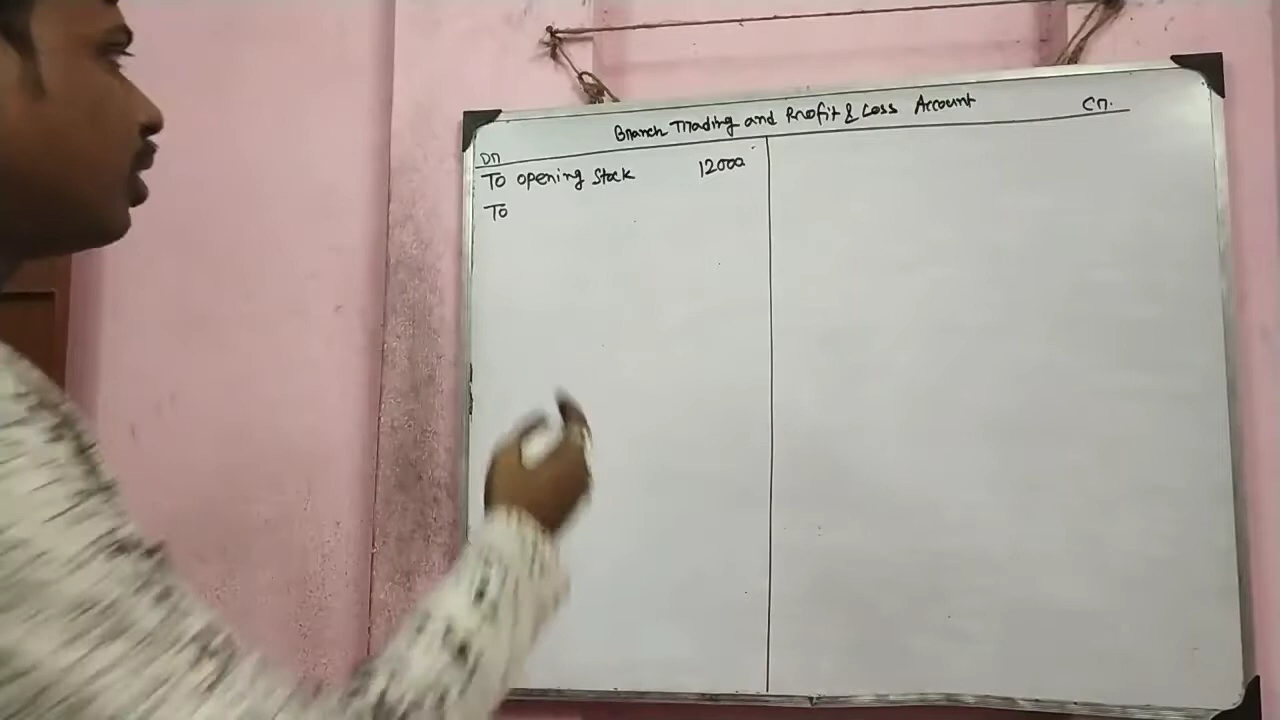 Branch Trading and Profit & Loss Account
Dr Cr.
To opening Stock 12000
To